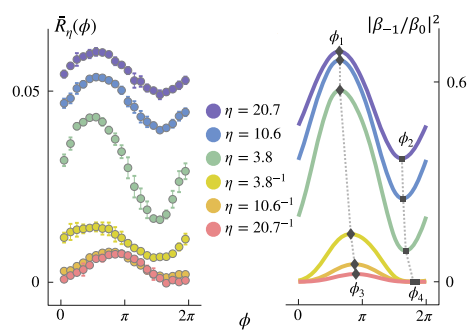 R̄η(ϕ)
|β₋₁/β₀|²
ϕ₁
0.05
0.6
η = 20.7
η = 10.6
ϕ₂
η = 3.8
η = 3.8⁻¹
η = 10.6⁻¹
η = 20.7⁻¹
ϕ₃
ϕ₄
0
0
0
π
2π
ϕ
0
π
2π